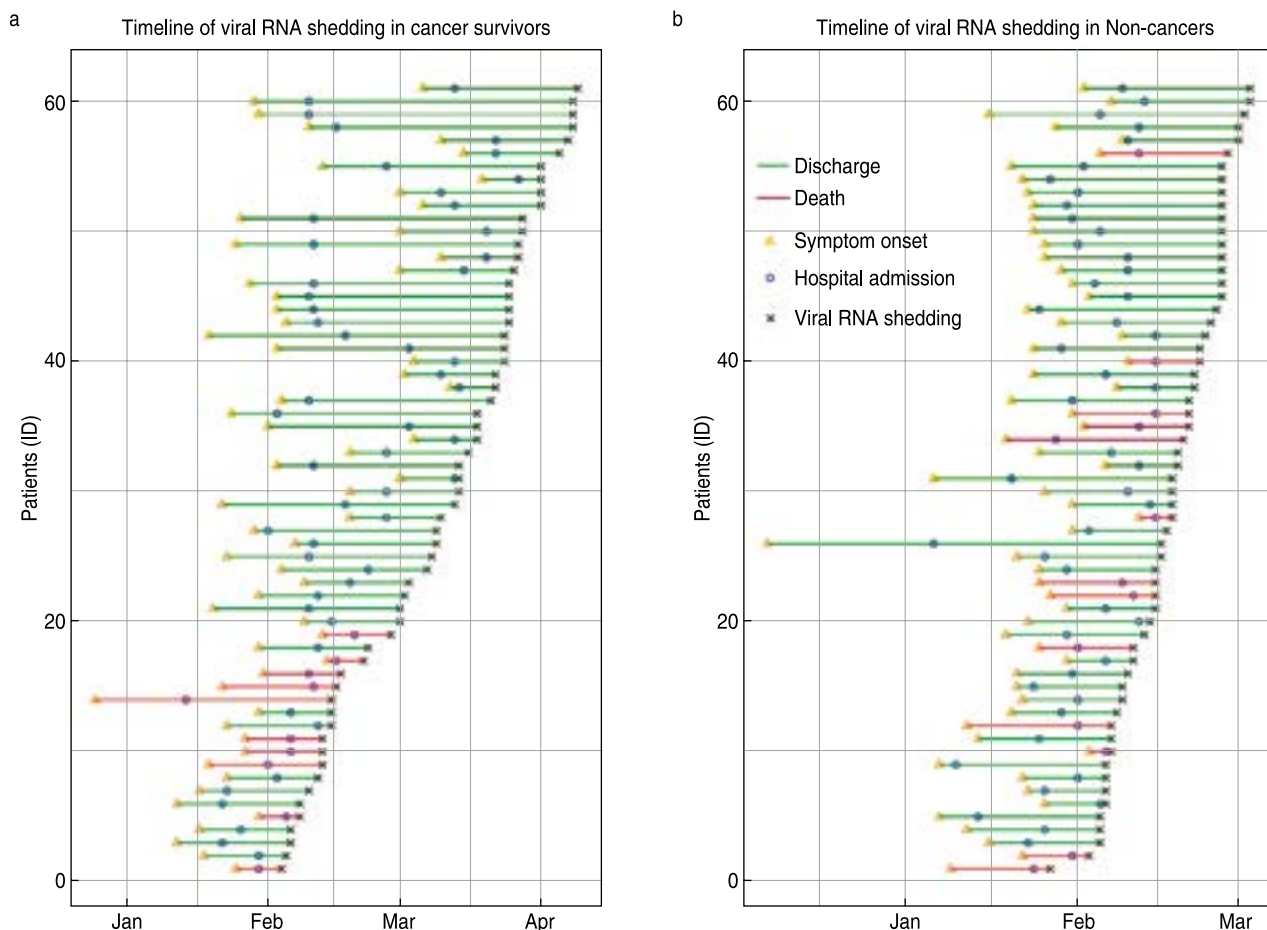 a
Timeline of viral RNA shedding in cancer survivors
60
40
20
0
Patients (ID)
Jan Feb Mar Apr
b
Timeline of viral RNA shedding in Non-cancers
Discharge
Death
Symptom onset
Hospital admission
Viral RNA shedding
60
40
20
0
Patients (ID)
Jan Feb Mar